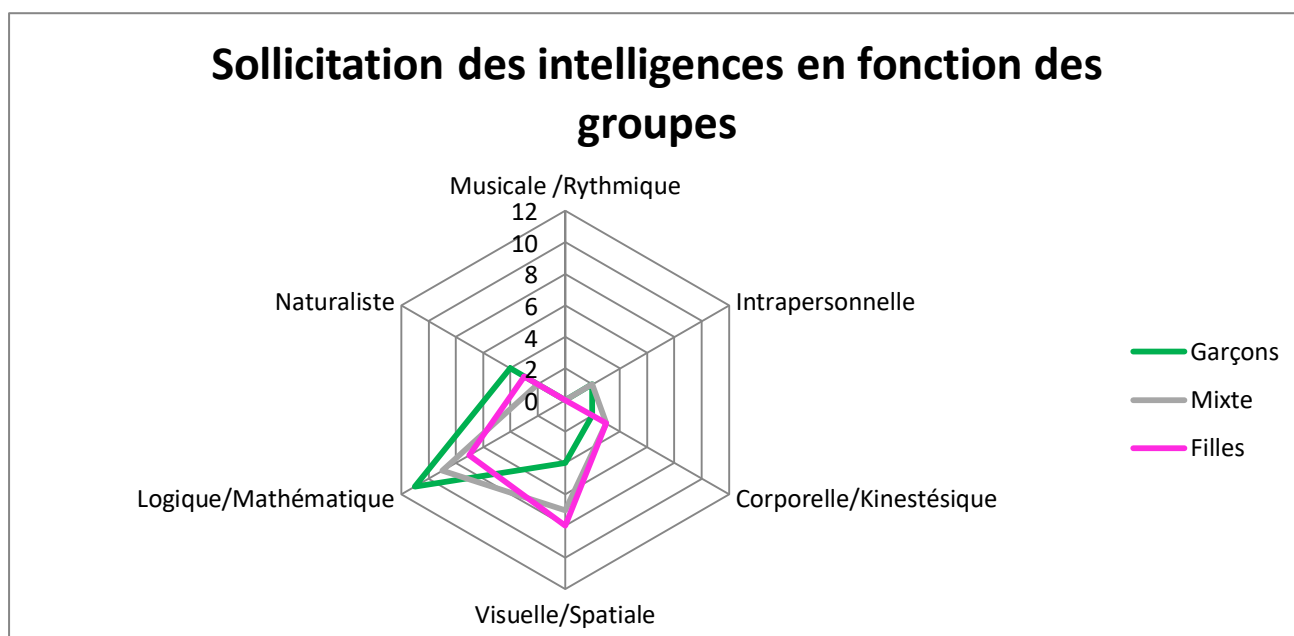 Sollicitation des intelligences en fonction des
groupes
Musicale /Rythmique
12
10
8
6
4
2
0
Naturaliste
Intrapersonnelle
Garçons
Mixte
Filles
Logique/Mathématique
Corporelle/Kinestésique
Visuelle/Spatiale